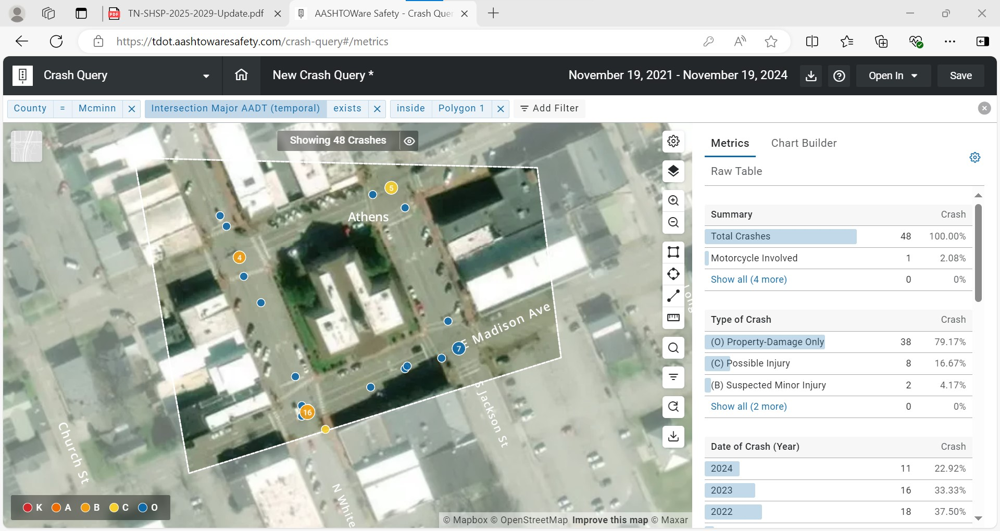 TN-SHSP-2025-2029-Update.pdf
AASHTOWare Safety - Crash Quer
https://tdot.aashtowaresafety.com/crash-query#/metrics
Crash Query
New Crash Query *
November 19, 2021 - November 19, 2024
Open In
Save
County = Mcminn
Intersection Major AADT (temporal) exists
inside Polygon 1
Add Filter
Showing 48 Crashes
5
Athens
4
E Madison Ave
7
16
S Jackson St
Church St
N White
Long
K A B C O
© Mapbox © OpenStreetMap Improve this map © Maxar
Metrics
Chart Builder
Raw Table
Summary Crash
Total Crashes 48 100.00%
Motorcycle Involved 1 2.08%
Show all (4 more) 0 0%
Type of Crash Crash
(O) Property-Damage Only 38 79.17%
(C) Possible Injury 8 16.67%
(B) Suspected Minor Injury 2 4.17%
Show all (2 more) 0 0%
Date of Crash (Year) Crash
2024 11 22.92%
2023 16 33.33%
2022 18 37.50%